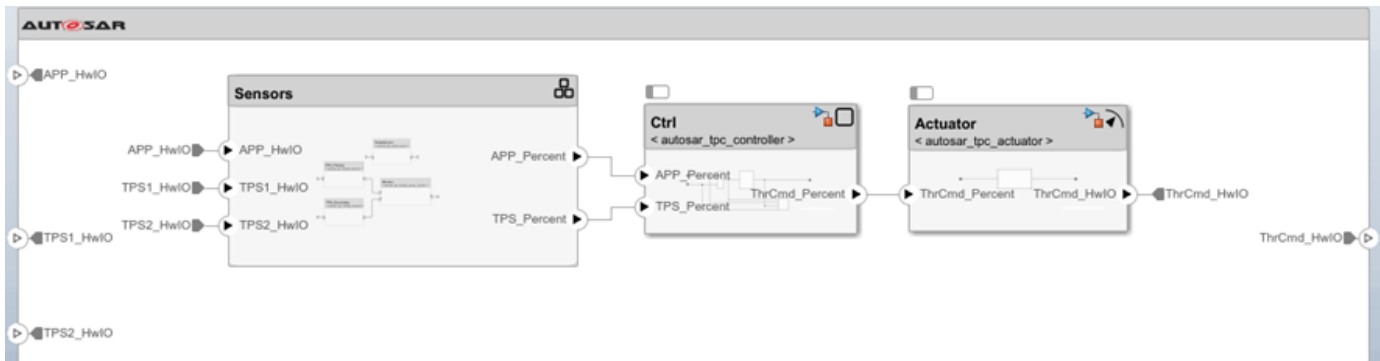 AUTOSAR
APP_HwIO
Sensors
APP_HwIO
APP_HwIO
TPS1_HwIO
TPS1_HwIO
TPS2_HwIO
TPS2_HwIO
APP_Percent
TPS_Percent
Ctrl
< autosar_tpc_controller >
APP_Percent
TPS_Percent
ThrCmd_Percent
Actuator
< autosar_tpc_actuator >
ThrCmd_Percent
ThrCmd_HwIO
ThrCmd_HwIO
TPS1_HwIO
ThrCmd_HwIO
TPS2_HwIO